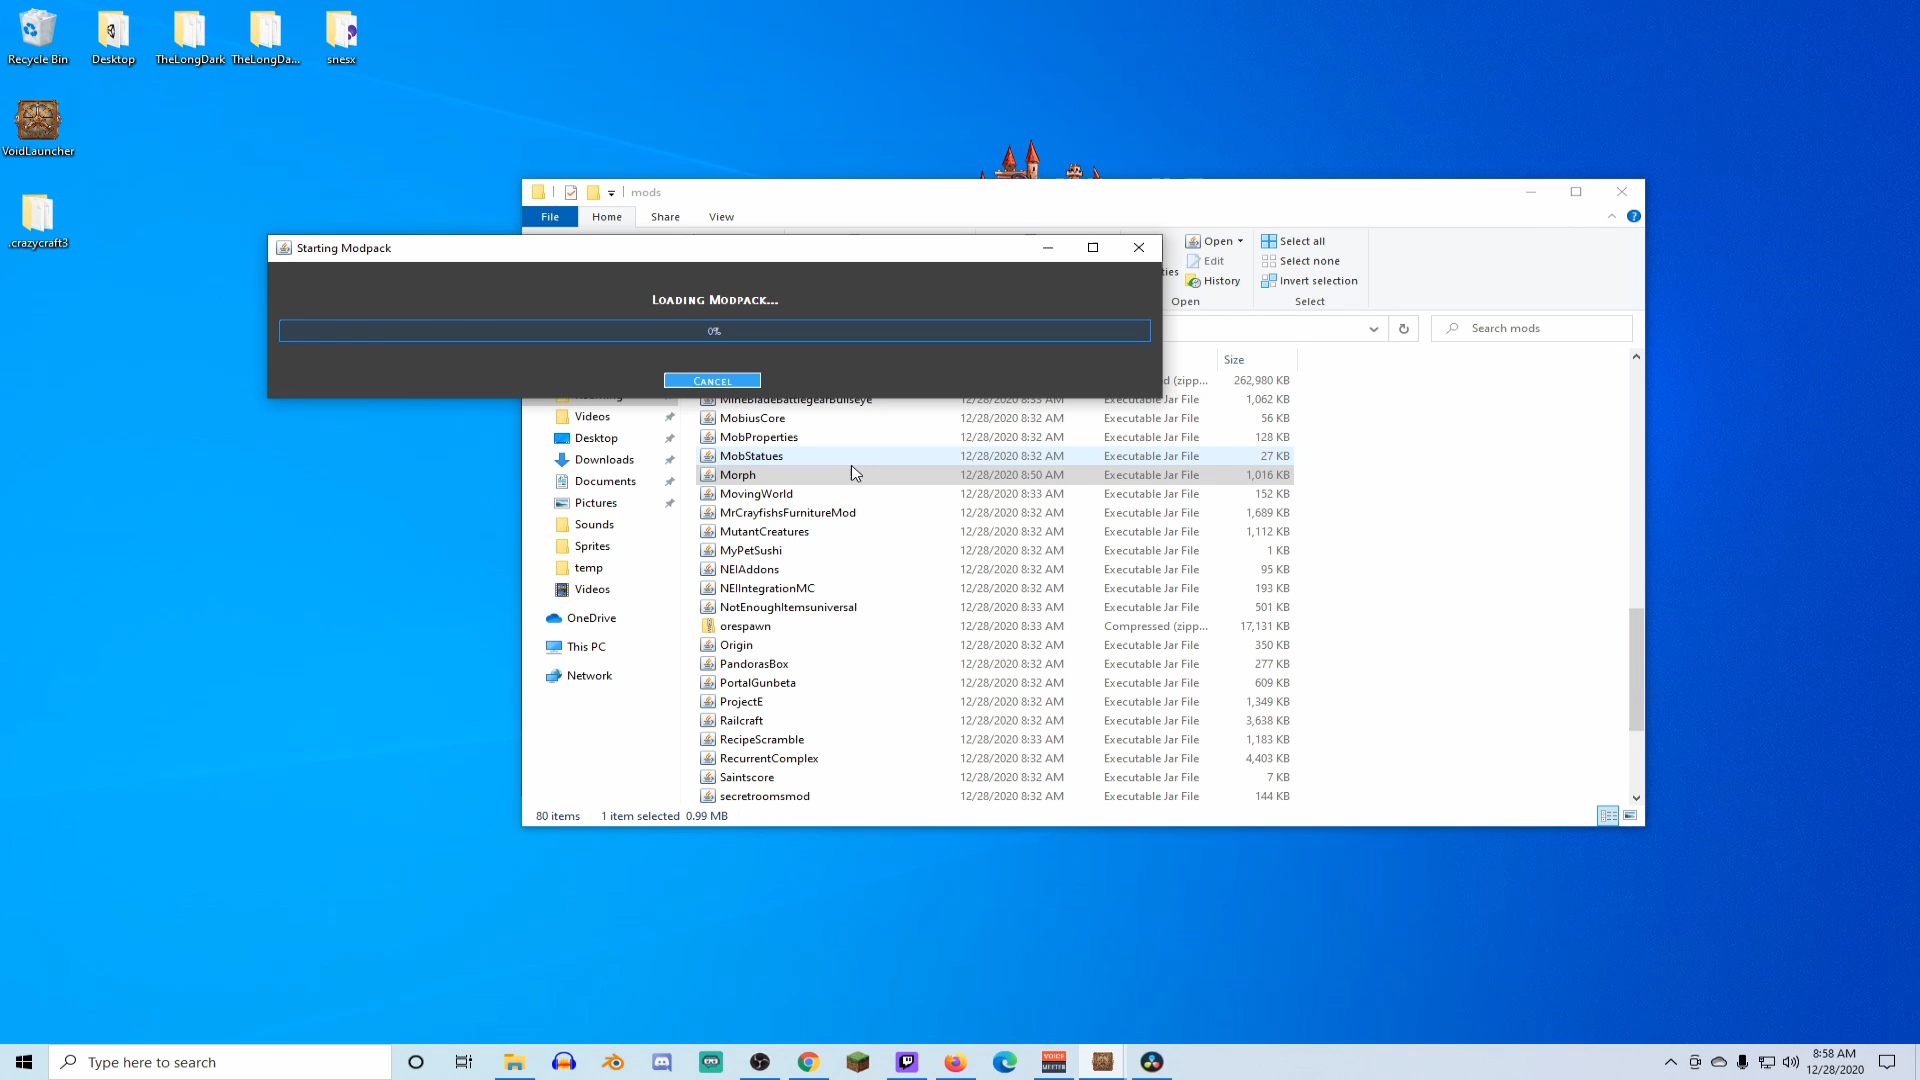 Recycle Bin
Desktop
TheLongDark
TheLongDa...
snesx
VoidLauncher
.crazycraft3
mods
File
Home
Share
View
Starting Modpack
Loading Modpack...
0%
Cancel
ties
Open
Edit
History
Open
Select all
Select none
Invert selection
Select
Search mods
Size
d (zipp... 262,980 KB
MineBladeBattlegearBullseye 12/28/2020 8:33 AM Executable Jar File 1,062 KB
MobiusCore 12/28/2020 8:32 AM Executable Jar File 56 KB
MobProperties 12/28/2020 8:32 AM Executable Jar File 128 KB
MobStatues 12/28/2020 8:32 AM Executable Jar File 27 KB
Morph 12/28/2020 8:50 AM Executable Jar File 1,016 KB
MovingWorld 12/28/2020 8:33 AM Executable Jar File 152 KB
MrCrayfishsFurnitureMod 12/28/2020 8:32 AM Executable Jar File 1,689 KB
MutantCreatures 12/28/2020 8:32 AM Executable Jar File 1,112 KB
MyPetSushi 12/28/2020 8:32 AM Executable Jar File 1 KB
NEIAddons 12/28/2020 8:32 AM Executable Jar File 95 KB
NEIIntegrationMC 12/28/2020 8:32 AM Executable Jar File 193 KB
NotEnoughItemsuniversal 12/28/2020 8:33 AM Executable Jar File 501 KB
orespawn 12/28/2020 8:33 AM Compressed (zipp... 17,131 KB
Origin 12/28/2020 8:32 AM Executable Jar File 350 KB
PandorasBox 12/28/2020 8:32 AM Executable Jar File 277 KB
PortalGunbeta 12/28/2020 8:32 AM Executable Jar File 609 KB
ProjectE 12/28/2020 8:32 AM Executable Jar File 1,349 KB
Railcraft 12/28/2020 8:32 AM Executable Jar File 3,638 KB
RecipeScramble 12/28/2020 8:33 AM Executable Jar File 1,183 KB
RecurrentComplex 12/28/2020 8:32 AM Executable Jar File 4,403 KB
Saintscore 12/28/2020 8:32 AM Executable Jar File 7 KB
secretroomsmod 12/28/2020 8:32 AM Executable Jar File 144 KB
Videos
Desktop
Downloads
Documents
Pictures
Sounds
Sprites
temp
Videos
OneDrive
This PC
Network
80 items 1 item selected 0.99 MB
Type here to search
VOICE
MEETER
8:58 AM
12/28/2020